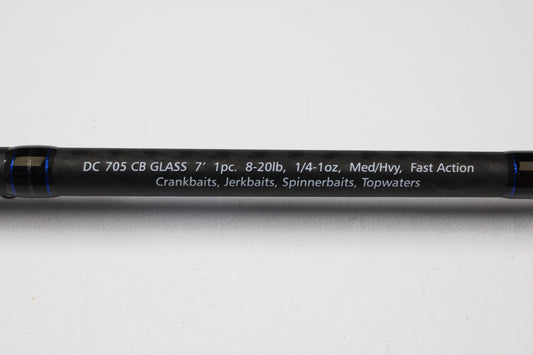 DC 705 CB GLASS 7' 1pc. 8-20lb, 1/4-1oz, Med/Hvy, Fast Action
Crankbaits, Jerkbaits, Spinnerbaits, Topwaters